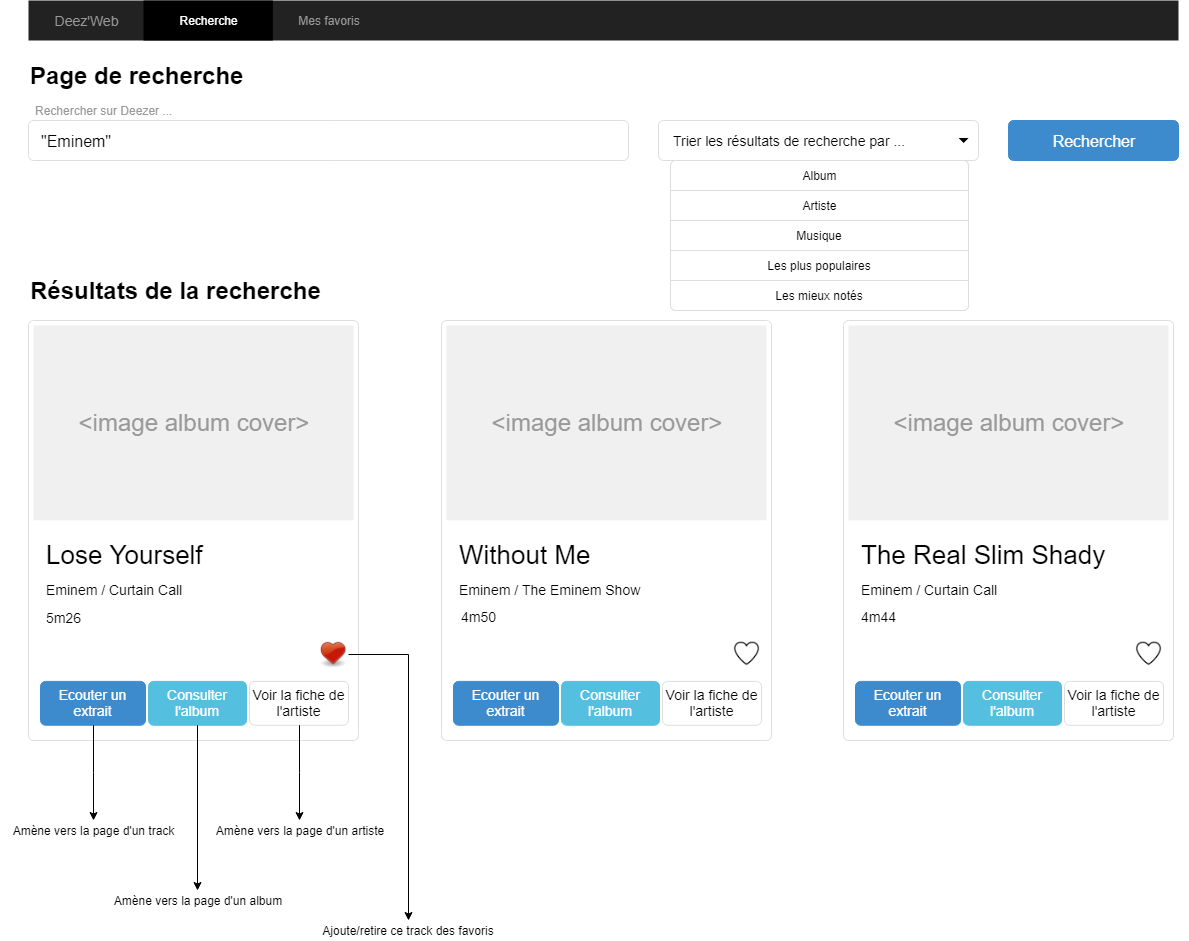 Deez'Web
Recherche
Mes favoris
Page de recherche
Rechercher sur Deezer ...
"Eminem"
Trier les résultats de recherche par ...
Rechercher
Album
Artiste
Musique
Les plus populaires
Les mieux notés
Résultats de la recherche
<image album cover>
Lose Yourself
Eminem / Curtain Call
5m26
Ecouter un
extrait
Consulter
l'album
Voir la fiche de
l'artiste
<image album cover>
Without Me
Eminem / The Eminem Show
4m50
Ecouter un
extrait
Consulter
l'album
Voir la fiche de
l'artiste
<image album cover>
The Real Slim Shady
Eminem / Curtain Call
4m44
Ecouter un
extrait
Consulter
l'album
Voir la fiche de
l'artiste
Amène vers la page d'un track
Amène vers la page d'un artiste
Amène vers la page d'un album
Ajoute/retire ce track des favoris